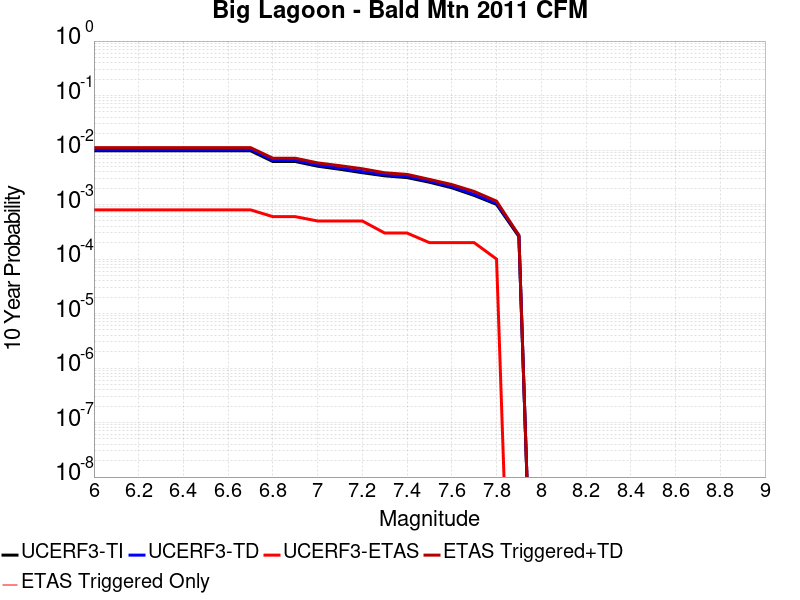 Big Lagoon - Bald Mtn 2011 CFM
10^0
10^-1
10^-2
10^-3
10^-4
10^-5
10^-6
10^-7
10^-8
10 Year Probability
6 6.2 6.4 6.6 6.8 7 7.2 7.4 7.6 7.8 8 8.2 8.4 8.6 8.8 9
Magnitude
UCERF3-TI UCERF3-TD UCERF3-ETAS ETAS Triggered+TD
ETAS Triggered Only